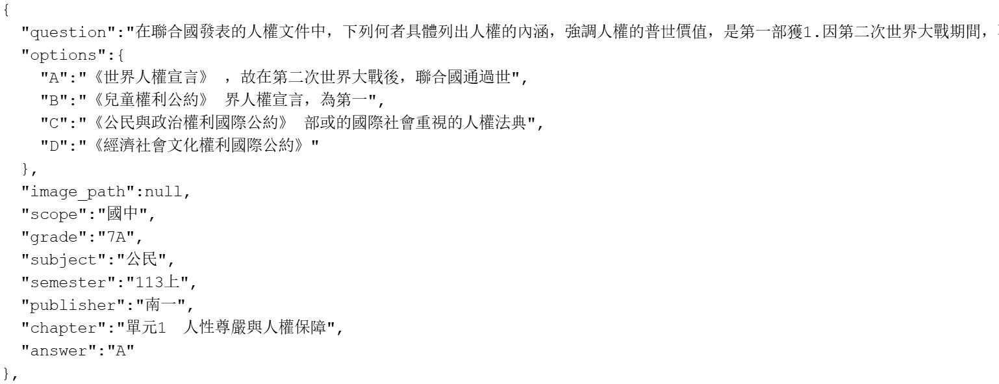 {
"question":"在聯合國發表的人權文件中，下列何者具體列出人權的內涵，強調人權的普世價值，是第一部獲1.因第二次世界大戰期間，
"options":{
"A":"《世界人權宣言》 ，故在第二次世界大戰後，聯合國通過世",
"B":"《兒童權利公約》 界人權宣言，為第一",
"C":"《公民與政治權利國際公約》 部或的國際社會重視的人權法典",
"D":"《經濟社會文化權利國際公約》"
},
"image_path":null,
"scope":"國中",
"grade":"7A",
"subject":"公民",
"semester":"113上",
"publisher":"南一",
"chapter":"單元1　人性尊嚴與人權保障",
"answer":"A"
},